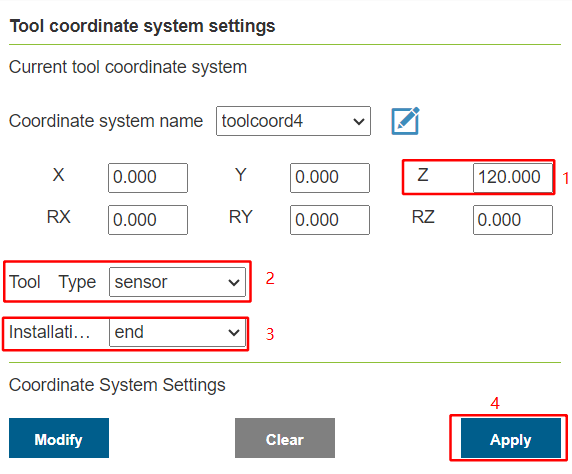 Tool coordinate system settings
Current tool coordinate system
Coordinate system name toolcoord4
X 0.000 Y 0.000 Z 120.000 1
RX 0.000 RY 0.000 RZ 0.000
Tool Type sensor 2
Installati... end 3
Coordinate System Settings
4
Modify Clear Apply